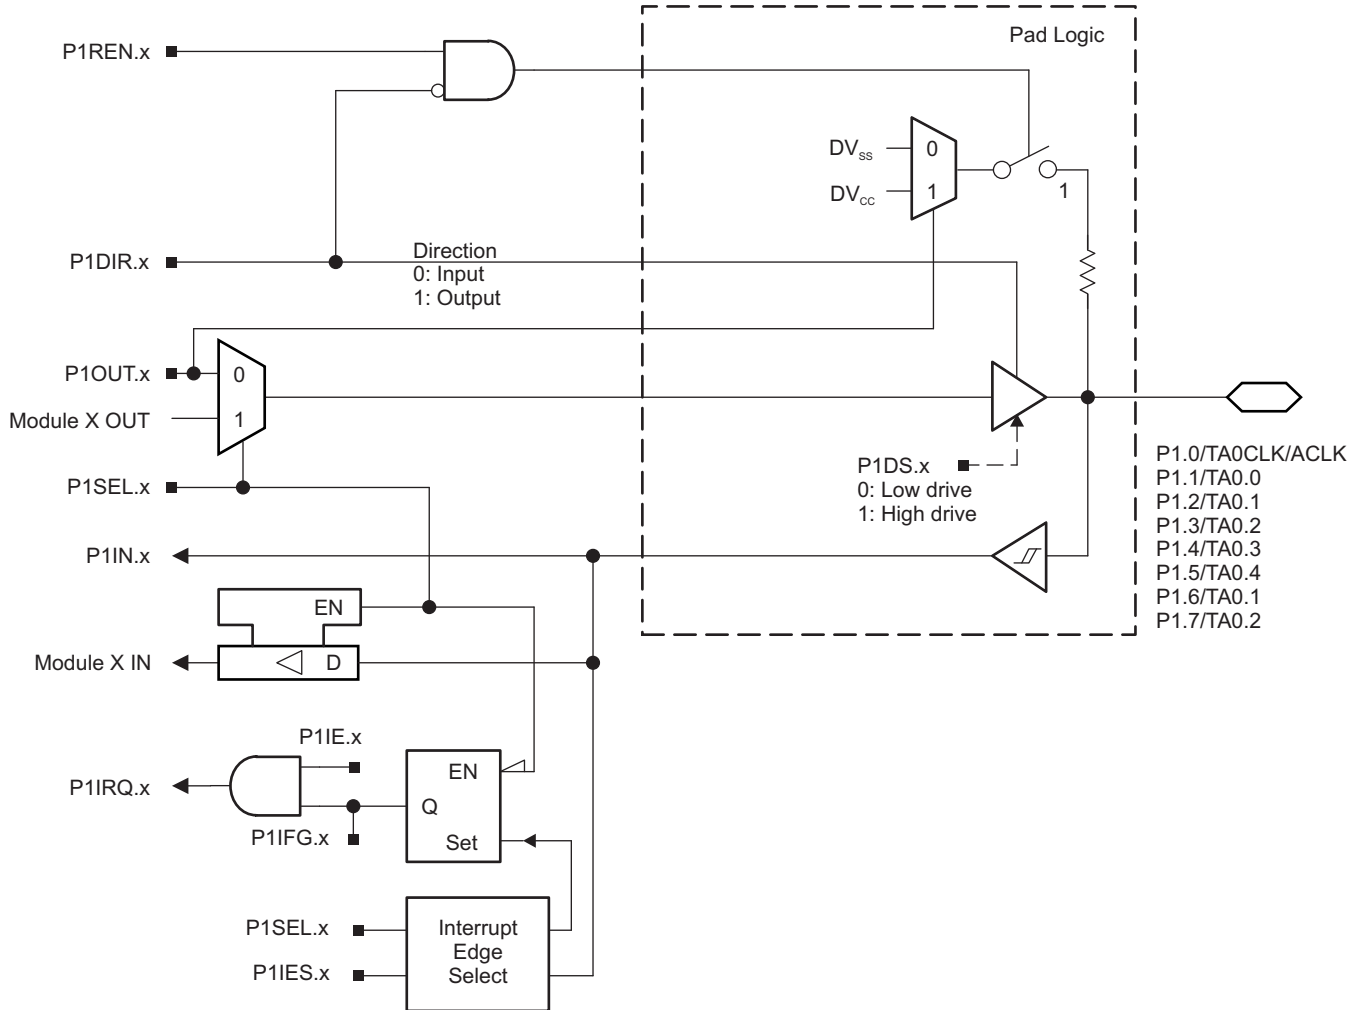 Pad Logic
P1REN.x
DVSS
0
DVCC
1
1
P1DIR.x
Direction
0: Input
1: Output
P1OUT.x
0
Module X OUT
1
P1SEL.x
P1DS.x
0: Low drive
1: High drive
P1.0/TA0CLK/ACLK
P1.1/TA0.0
P1.2/TA0.1
P1.3/TA0.2
P1.4/TA0.3
P1.5/TA0.4
P1.6/TA0.1
P1.7/TA0.2
P1IN.x
EN
Module X IN
D
P1IE.x
P1IRQ.x
EN
Q
P1IFG.x
Set
P1SEL.x
P1IES.x
Interrupt
Edge
Select